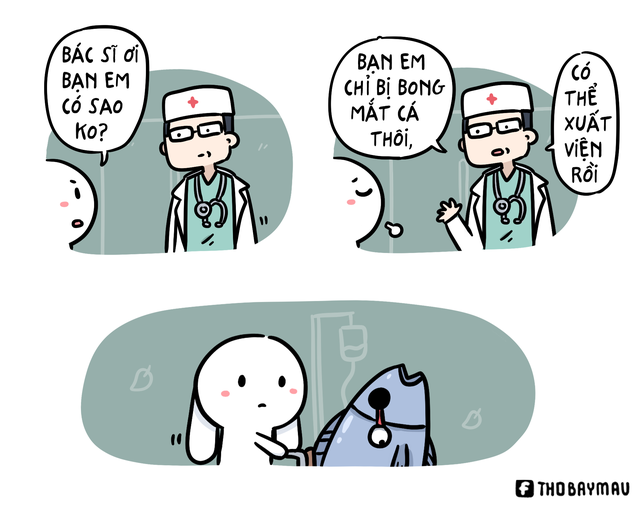 BÁC SĨ ƠI
BẠN EM
CÓ SAO
KO?
BẠN EM
CHỈ BỊ BONG
MẮT CÁ
THÔI,
CÓ
THỂ
XUẤT
VIỆN
RỒI
THOBAYMAU